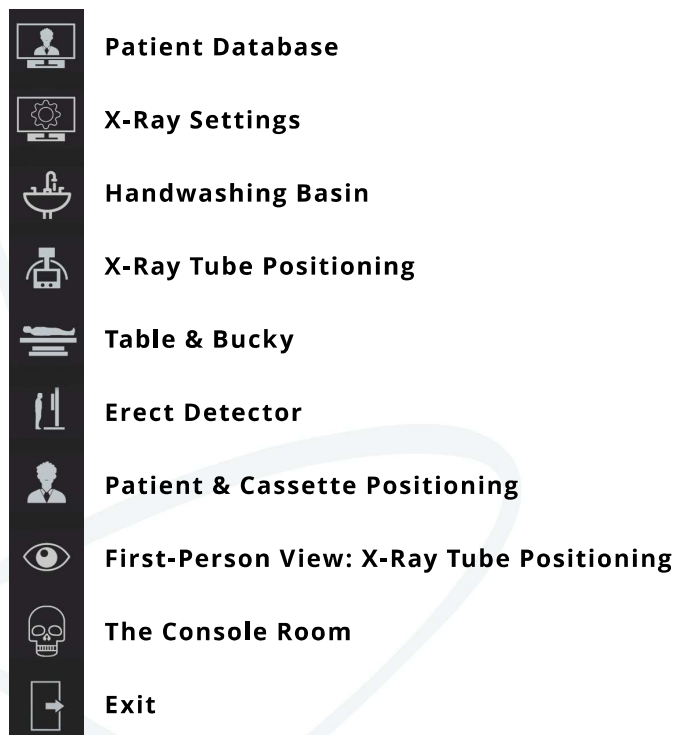 Patient Database
X-Ray Settings
Handwashing Basin
X-Ray Tube Positioning
Table & Bucky
Erect Detector
Patient & Cassette Positioning
First-Person View: X-Ray Tube Positioning
The Console Room
Exit